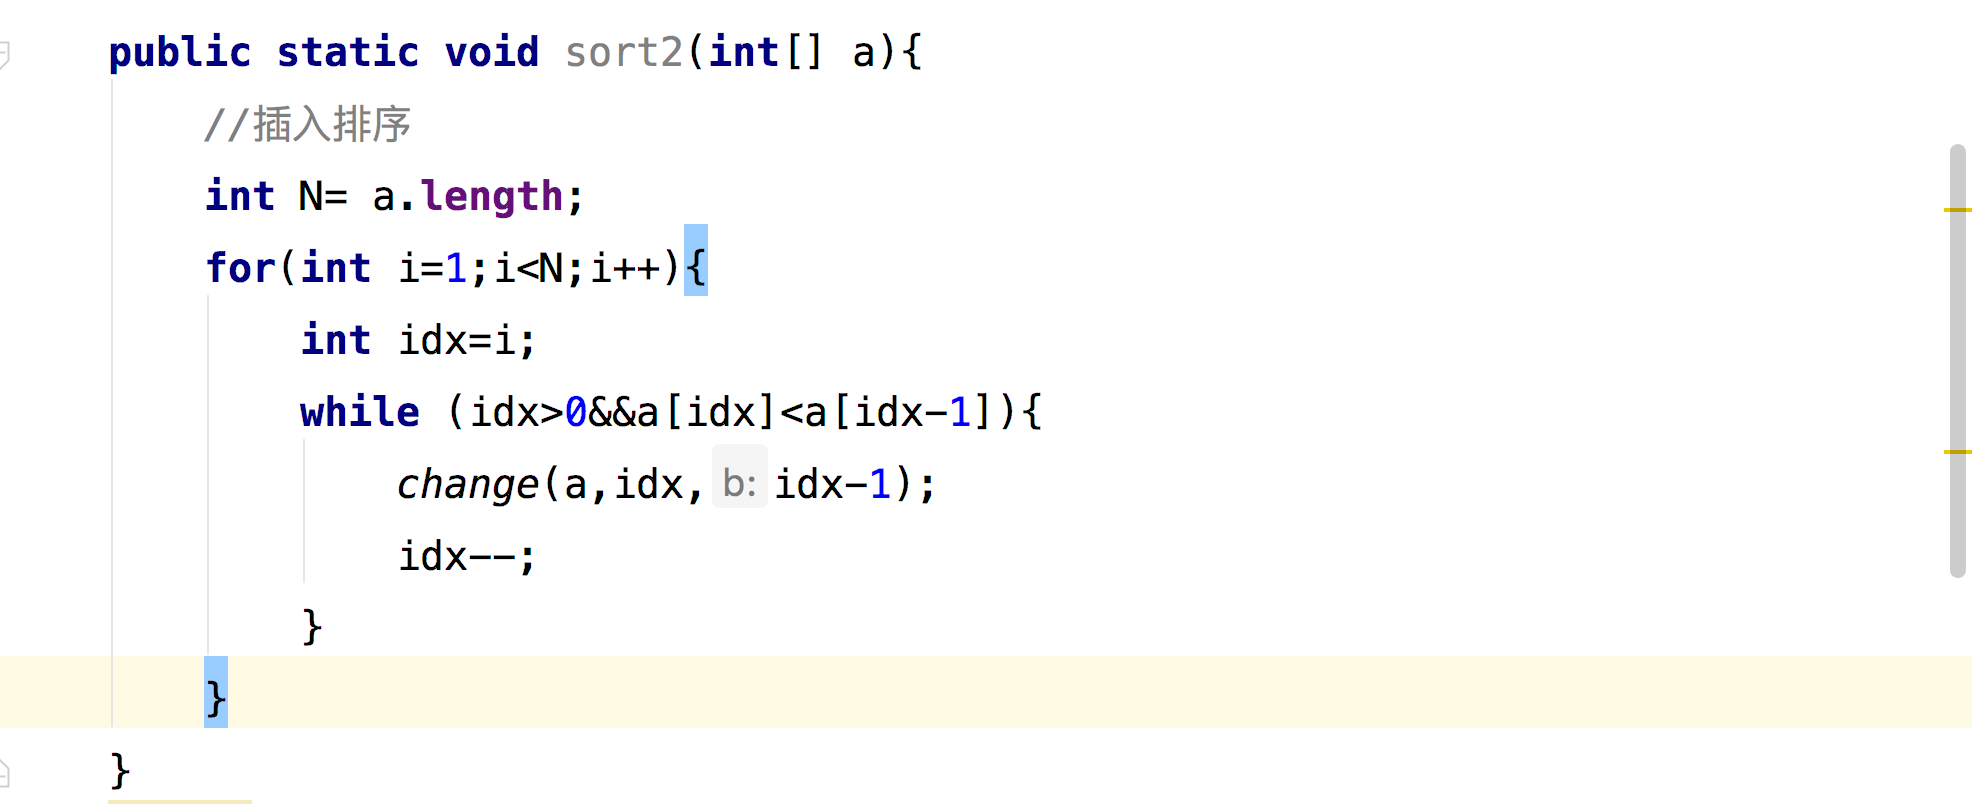 public static void sort2(int[] a){
//插入排序
int N= a.length;
for(int i=1;i<N;i++){
int idx=i;
while (idx>0&&a[idx]<a[idx-1]){
change(a,idx, b: idx-1);
idx--;
}
}
}